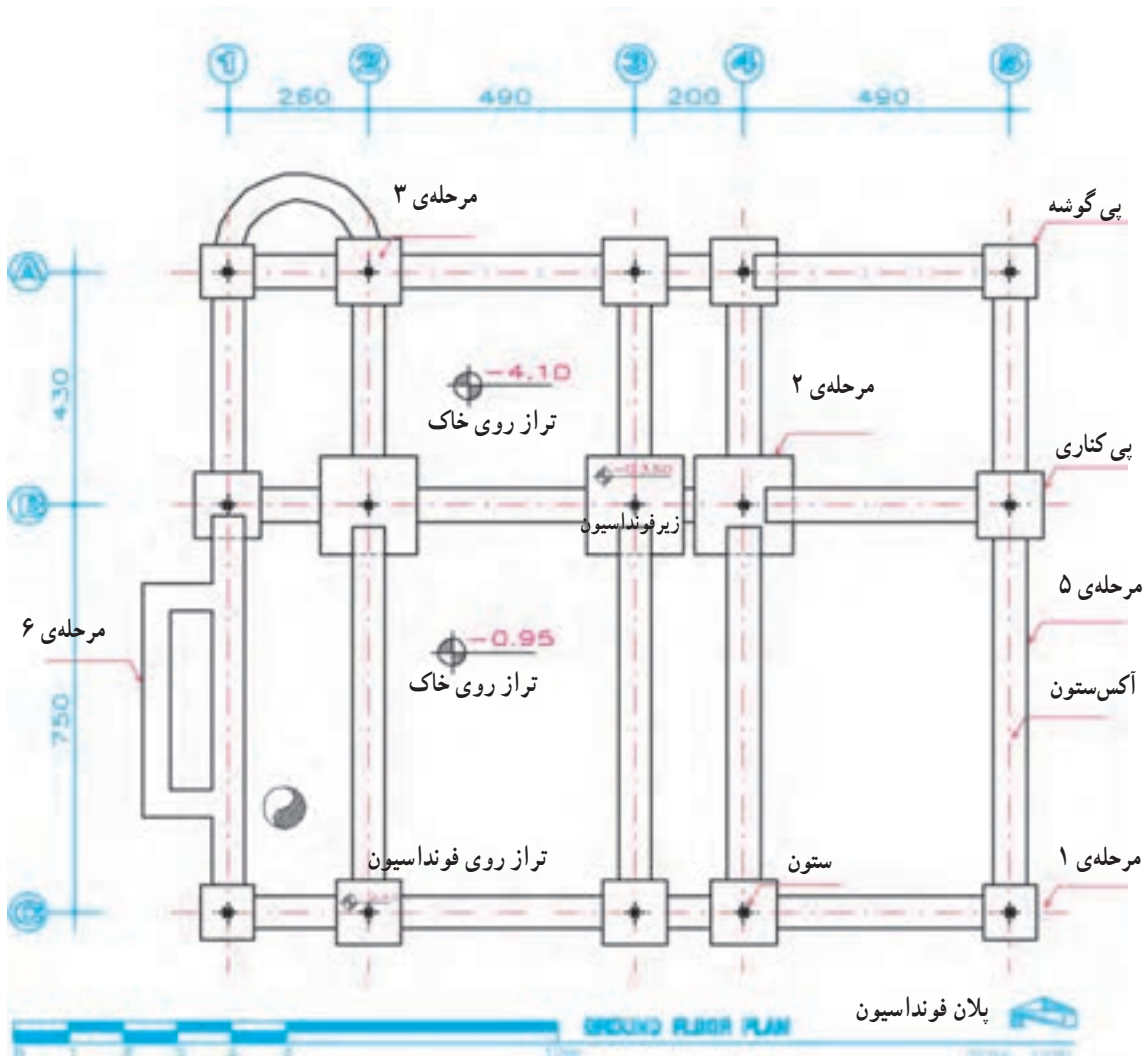 1 2 3 4 5
260 490 200 490
مرحله‌ی ۳
پی گوشه
A
-4.10
تراز روی خاک
430
مرحله‌ی ۲
پی کناری
B
زیرفونداسیون
مرحله‌ی ۵
مرحله‌ی ۶
-0.95
تراز روی خاک
آکس‌ستون
750
تراز روی فونداسیون
ستون
مرحله‌ی ۱
C
پلان فونداسیون
GROUND FLOOR PLAN